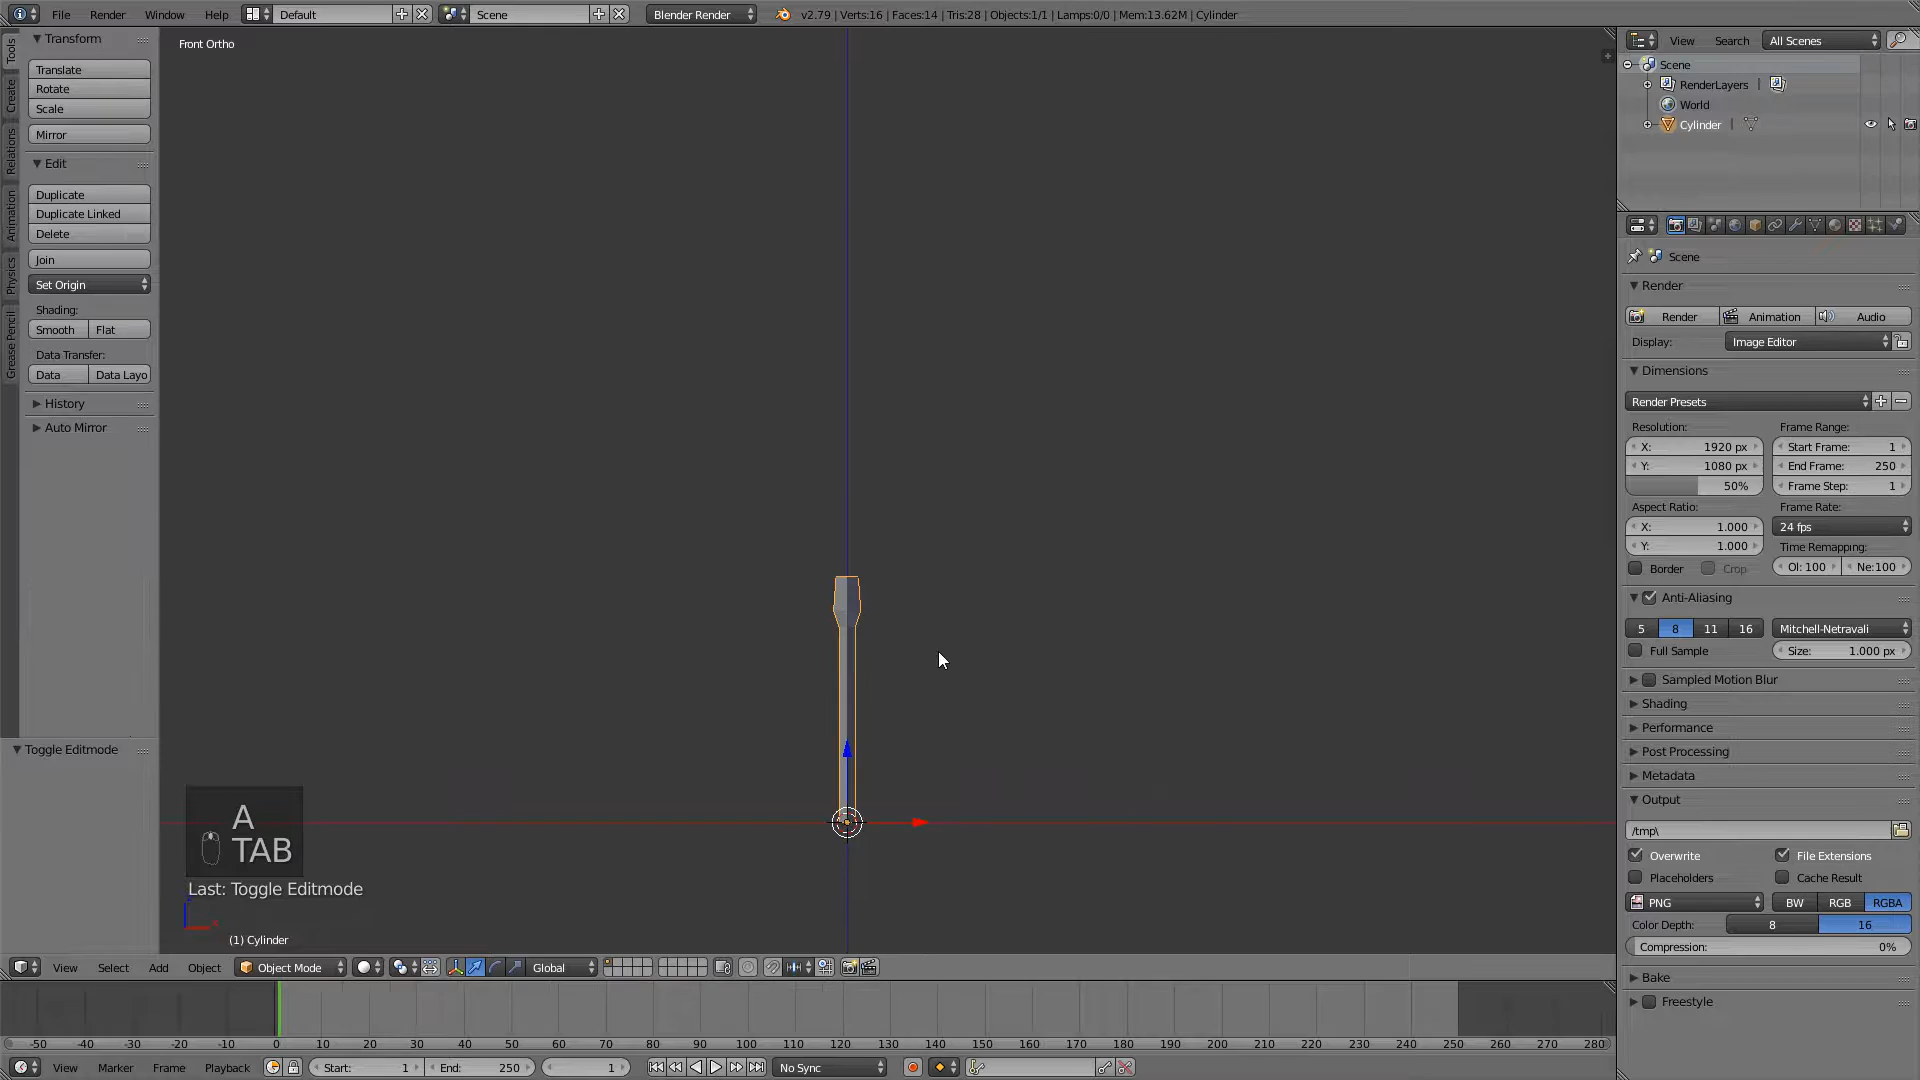 File Render Window Help Default Scene Blender Render v2.79 | Verts:16 | Faces:14 | Tris:28 | Objects:1/1 | Lamps:0/0 | Mem:13.62M | Cylinder
Tools
Create
Relations
Animation
Physics
Grease Pencil
Transform
Translate
Rotate
Scale
Mirror
Edit
Duplicate
Duplicate Linked
Delete
Join
Set Origin
Shading:
Smooth Flat
Data Transfer:
Data Data Layo
History
Auto Mirror
Toggle Editmode
Front Ortho
A
TAB
Last: Toggle Editmode
(1) Cylinder
View Select Add Object Object Mode Global
-50 -40 -30 -20 -10 0 10 20 30 40 50 60 70 80 90 100 110 120 130 140 150 160 170 180 190 200 210 220 230 240 250 260 270 280
View Marker Frame Playback Start: 1 End: 250 1 No Sync
View Search All Scenes
Scene
RenderLayers
World
Cylinder
Scene
Render
Render Animation Audio
Display: Image Editor
Dimensions
Render Presets
Resolution: Frame Range:
X: 1920 px Start Frame: 1
Y: 1080 px End Frame: 250
50% Frame Step: 1
Aspect Ratio: Frame Rate:
X: 1.000 24 fps
Y: 1.000 Time Remapping:
Border Crop Ol: 100 Ne:100
Anti-Aliasing
5 8 11 16 Mitchell-Netravali
Full Sample Size: 1.000 px
Sampled Motion Blur
Shading
Performance
Post Processing
Metadata
Output
/tmp\
Overwrite File Extensions
Placeholders Cache Result
PNG BW RGB RGBA
Color Depth: 8 16
Compression: 0%
Bake
Freestyle